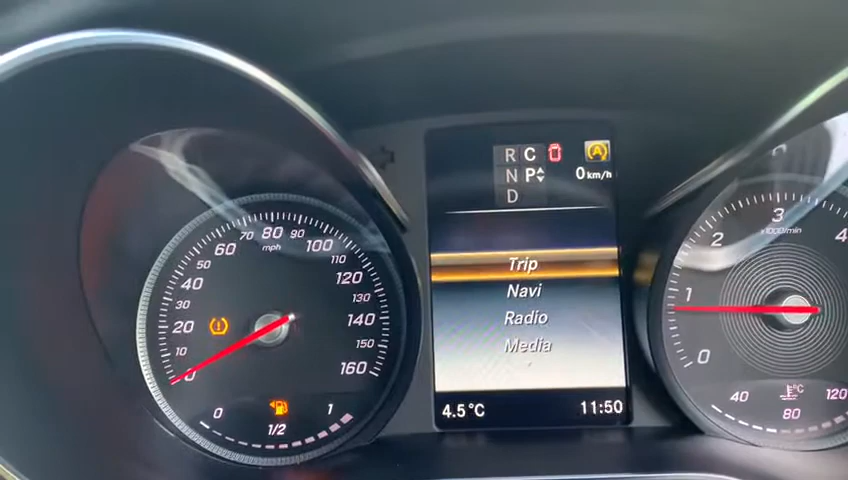 R C
N P
D
0 km/h
Trip
Navi
Radio
Media
4.5°C
11:50
0
10
20
30
40
50
60
70
80
90
100
110
120
130
140
150
160
mph
0
1/2
1
0
1
2
3
4
x1000/min
40
80
120
°C